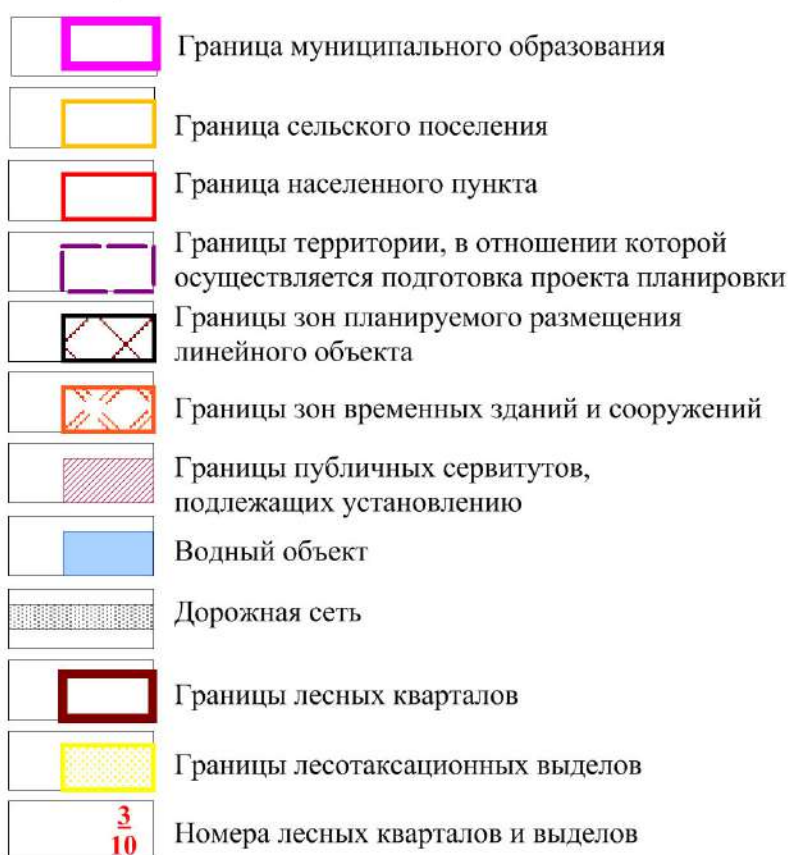 Граница муниципального образования
Граница сельского поселения
Граница населенного пункта
Границы территории, в отношении которой
осуществляется подготовка проекта планировки
Границы зон планируемого размещения
линейного объекта
Границы зон временных зданий и сооружений
Границы публичных сервитутов,
подлежащих установлению
Водный объект
Дорожная сеть
Границы лесных кварталов
Границы лесотаксационных выделов
3
10
Номера лесных кварталов и выделов